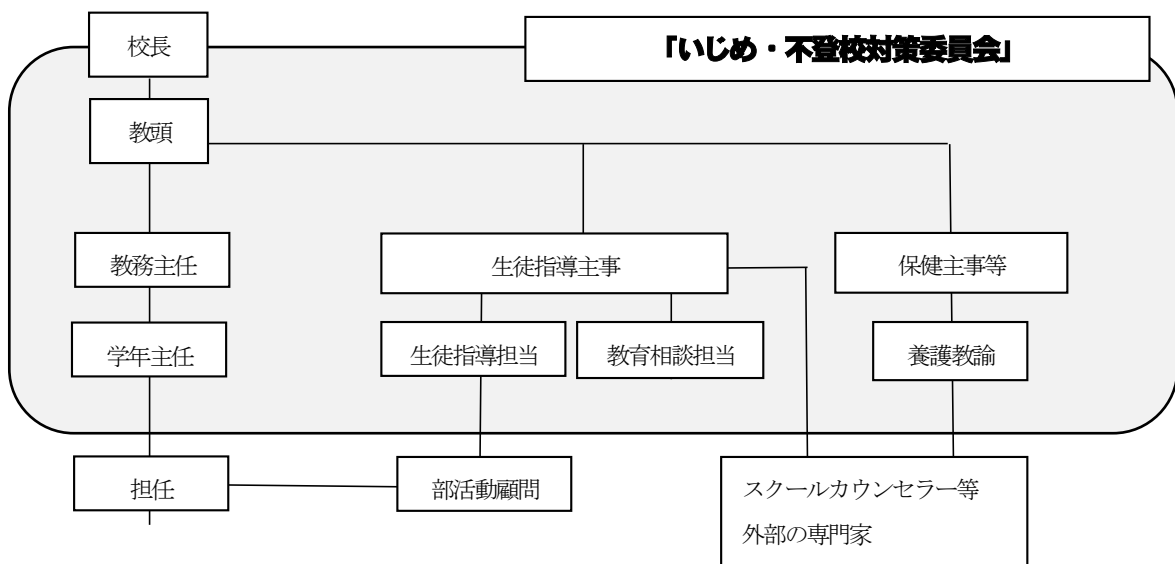 校長
「いじめ・不登校対策委員会」
教頭
教務主任
生徒指導主事
保健主事等
学年主任
生徒指導担当
教育相談担当
養護教諭
担任
部活動顧問
スクールカウンセラー等
外部の専門家